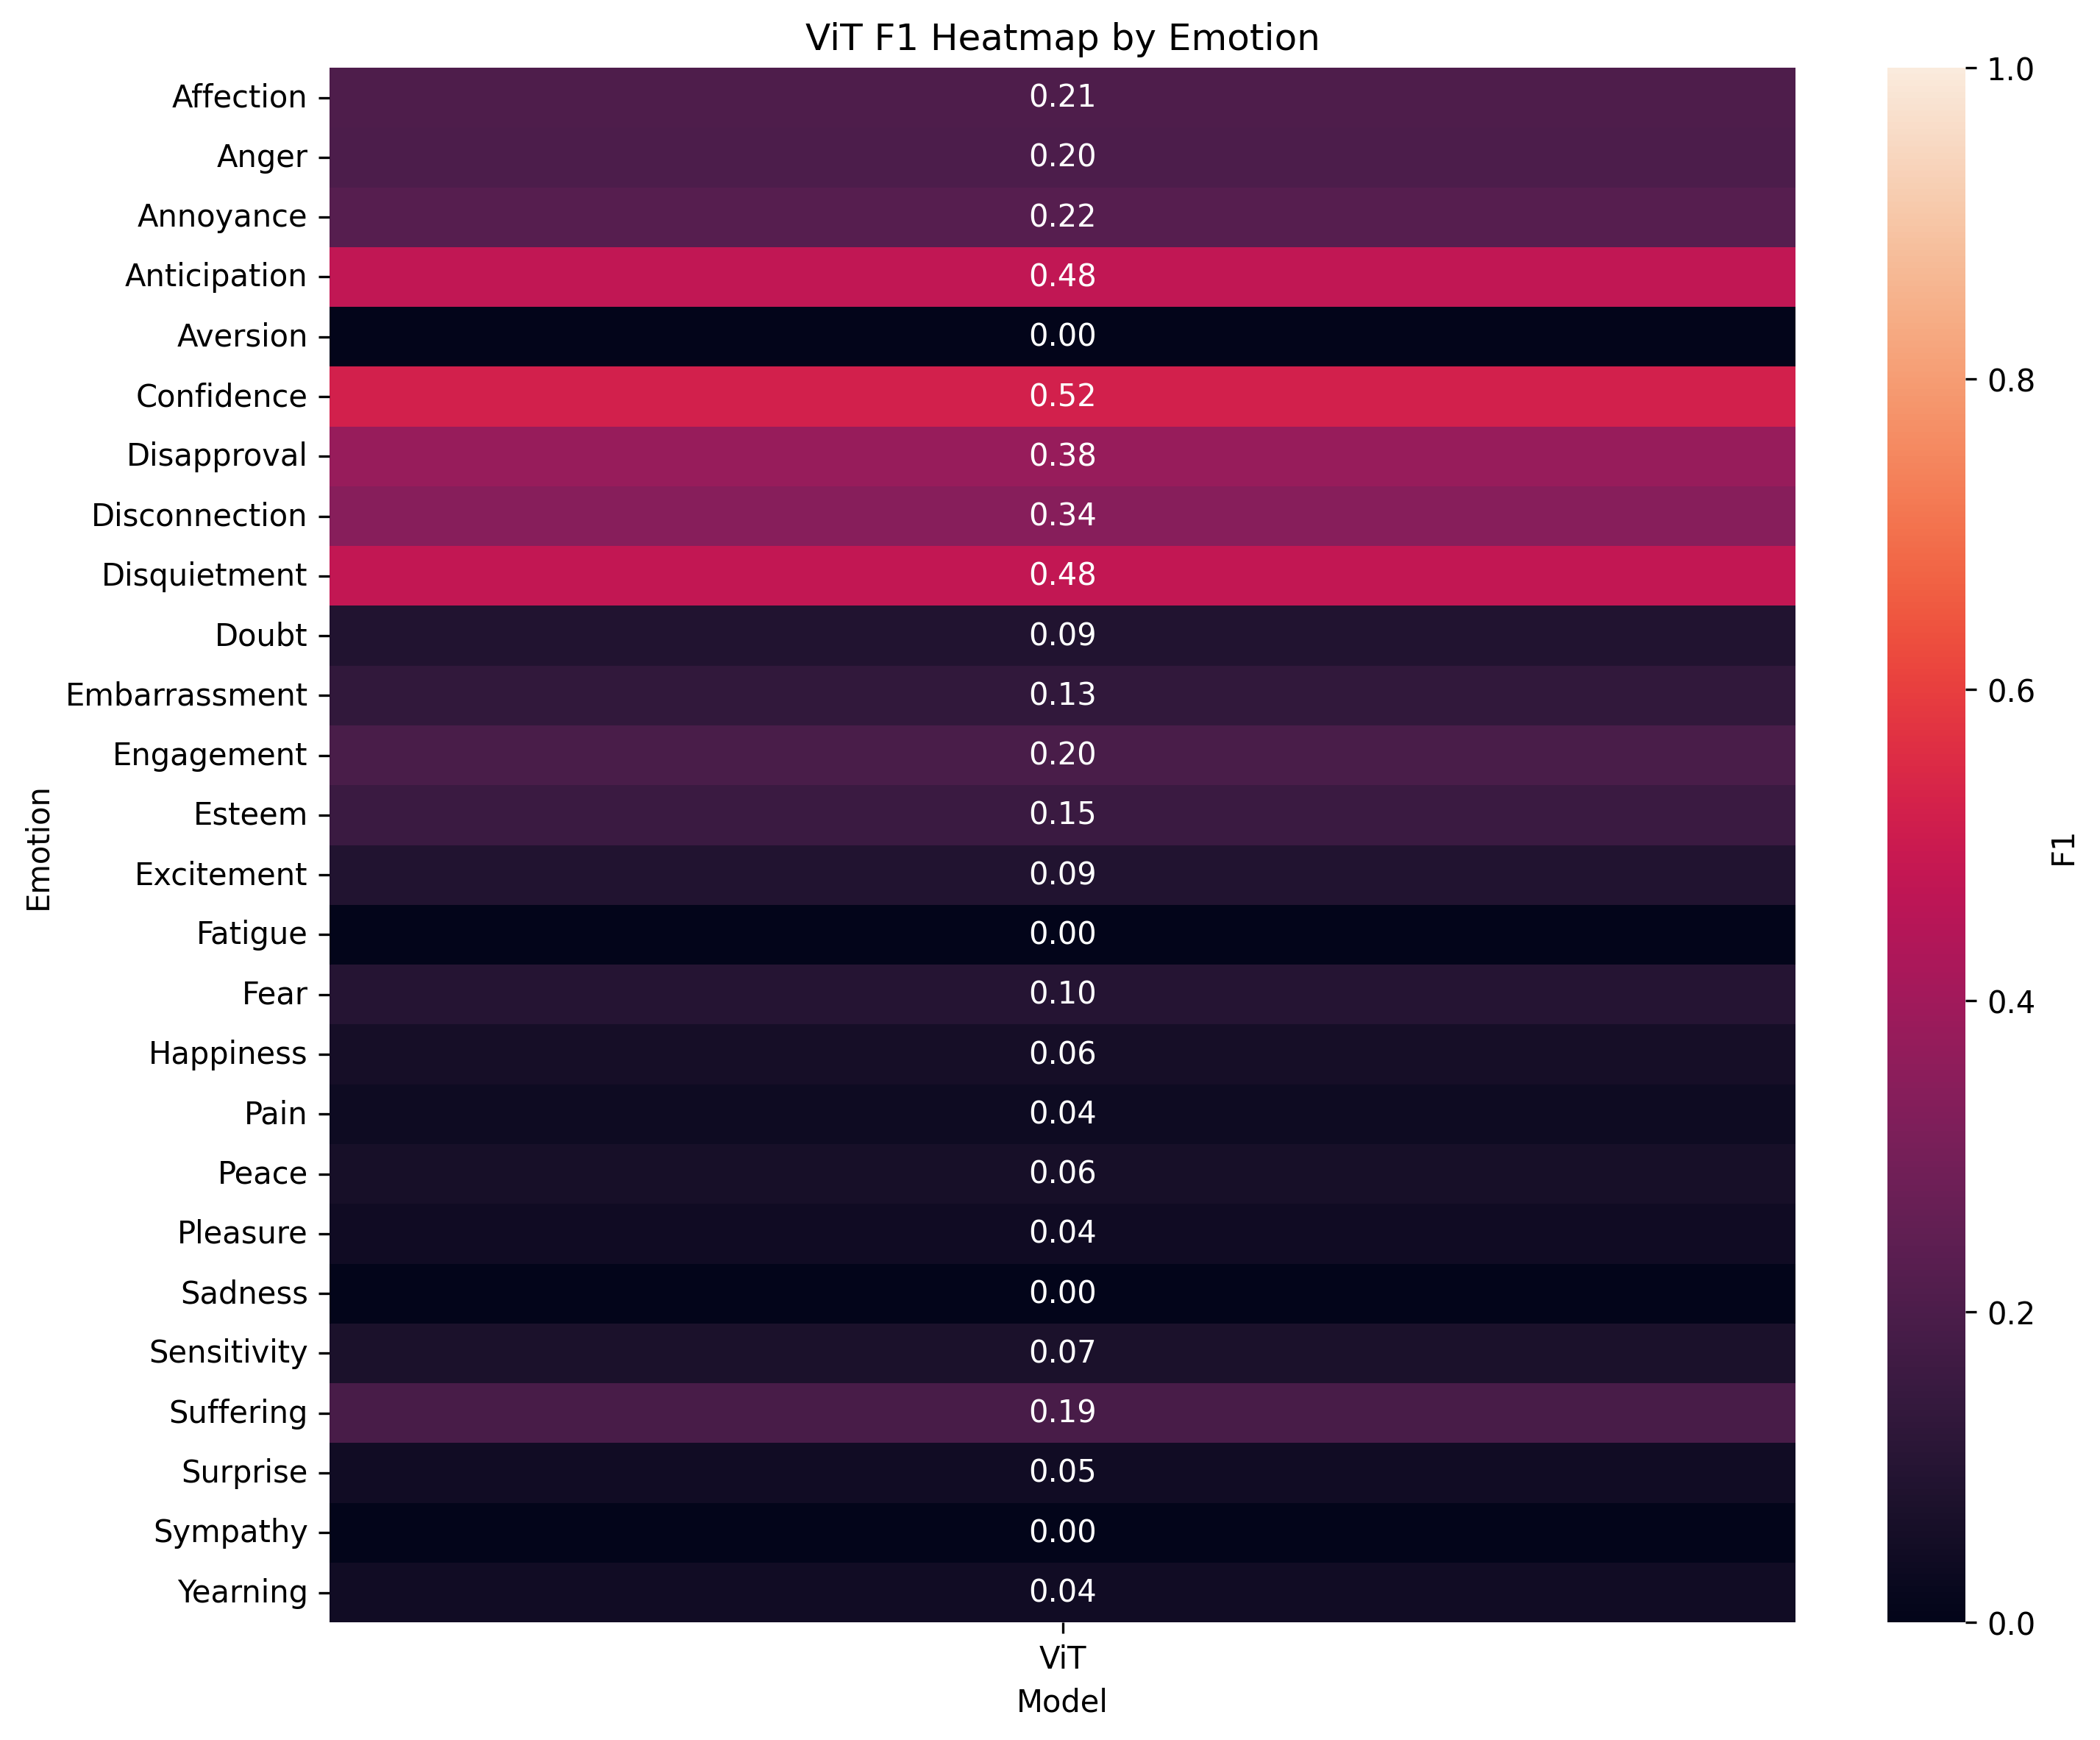 ViT F1 Heatmap by Emotion
Affection 0.21
Anger 0.20
Annoyance 0.22
Anticipation 0.48
Aversion 0.00
Confidence 0.52
Disapproval 0.38
Disconnection 0.34
Disquietment 0.48
Doubt 0.09
Embarrassment 0.13
Engagement 0.20
Esteem 0.15
Excitement 0.09
Fatigue 0.00
Fear 0.10
Happiness 0.06
Pain 0.04
Peace 0.06
Pleasure 0.04
Sadness 0.00
Sensitivity 0.07
Suffering 0.19
Surprise 0.05
Sympathy 0.00
Yearning 0.04
Emotion
ViT
Model
1.0
0.8
0.6
0.4
0.2
0.0
F1